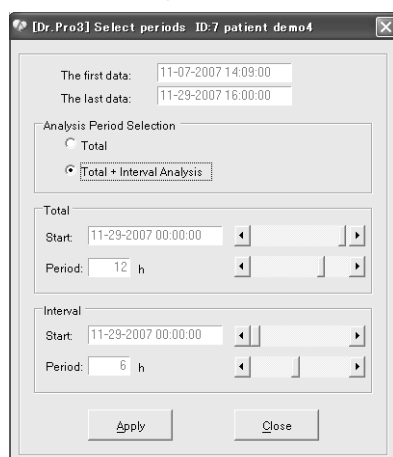 [Dr.Pro3] Select periods ID:7 patient demo4
The first data: 11-07-2007 14:09:00
The last data: 11-29-2007 16:00:00
Analysis Period Selection
Total
Total + Interval Analysis
Total
Start: 11-29-2007 00:00:00
Period: 12 h
Interval
Start: 11-29-2007 00:00:00
Period: 6 h
Apply Close